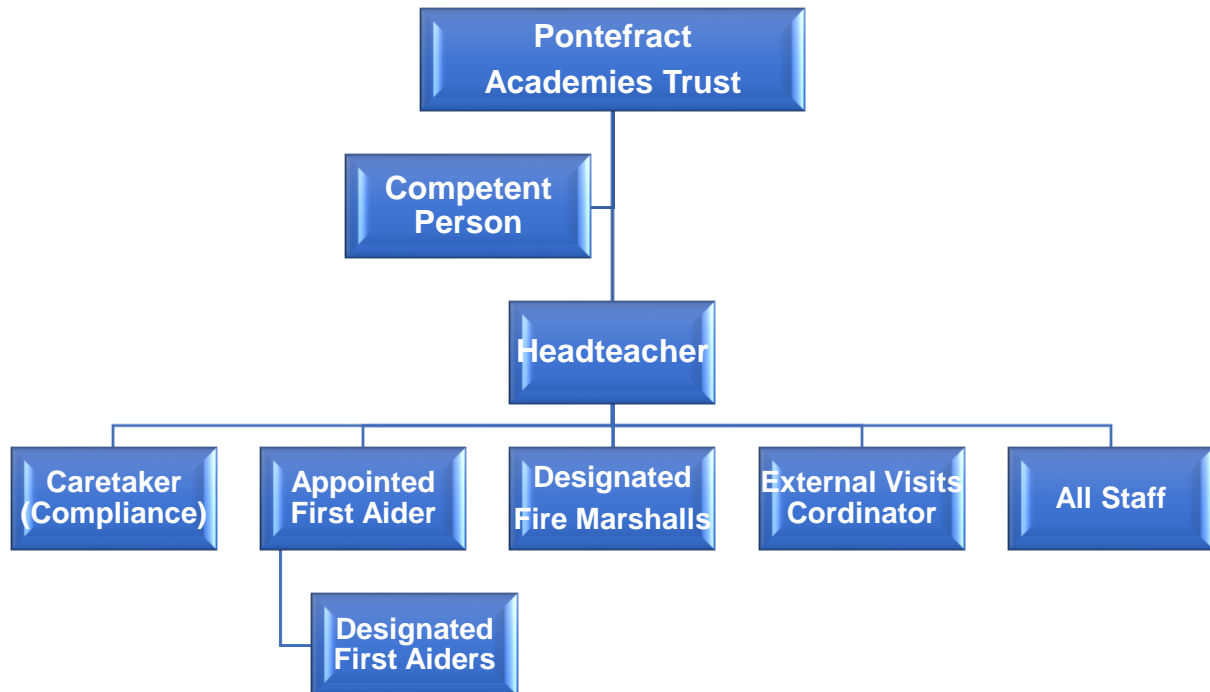 Pontefract
Academies Trust
Competent
Person
Headteacher
Caretaker
(Compliance)
Appointed
First Aider
Designated
Fire Marshalls
External Visits
Cordinator
All Staff
Designated
First Aiders